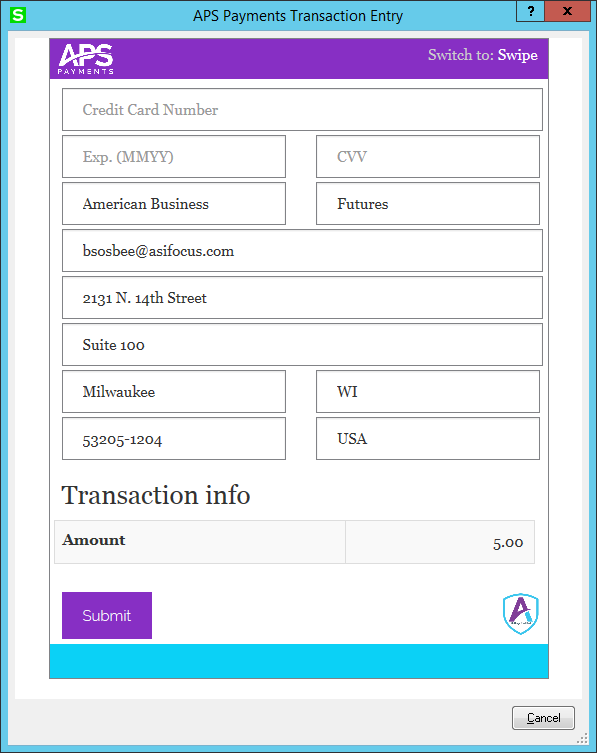 S
APS Payments Transaction Entry
?
x
APS
PAYMENTS
Switch to: Swipe
Credit Card Number
Exp. (MMYY)
CVV
American Business
Futures
bsosbee@asifocus.com
2131 N. 14th Street
Suite 100
Milwaukee
WI
53205-1204
USA
Transaction info
Amount
5.00
Submit
A
Cancel